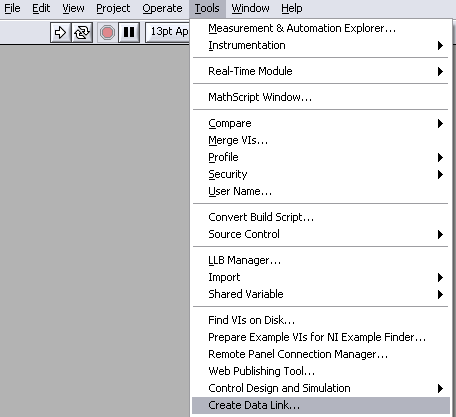 File Edit View Project Operate Tools Window Help
13pt Ap
Measurement & Automation Explorer...
Instrumentation
Real-Time Module
MathScript Window...
Compare
Merge VIs...
Profile
Security
User Name...
Convert Build Script...
Source Control
LLB Manager...
Import
Shared Variable
Find VIs on Disk...
Prepare Example VIs for NI Example Finder...
Remote Panel Connection Manager...
Web Publishing Tool...
Control Design and Simulation
Create Data Link...